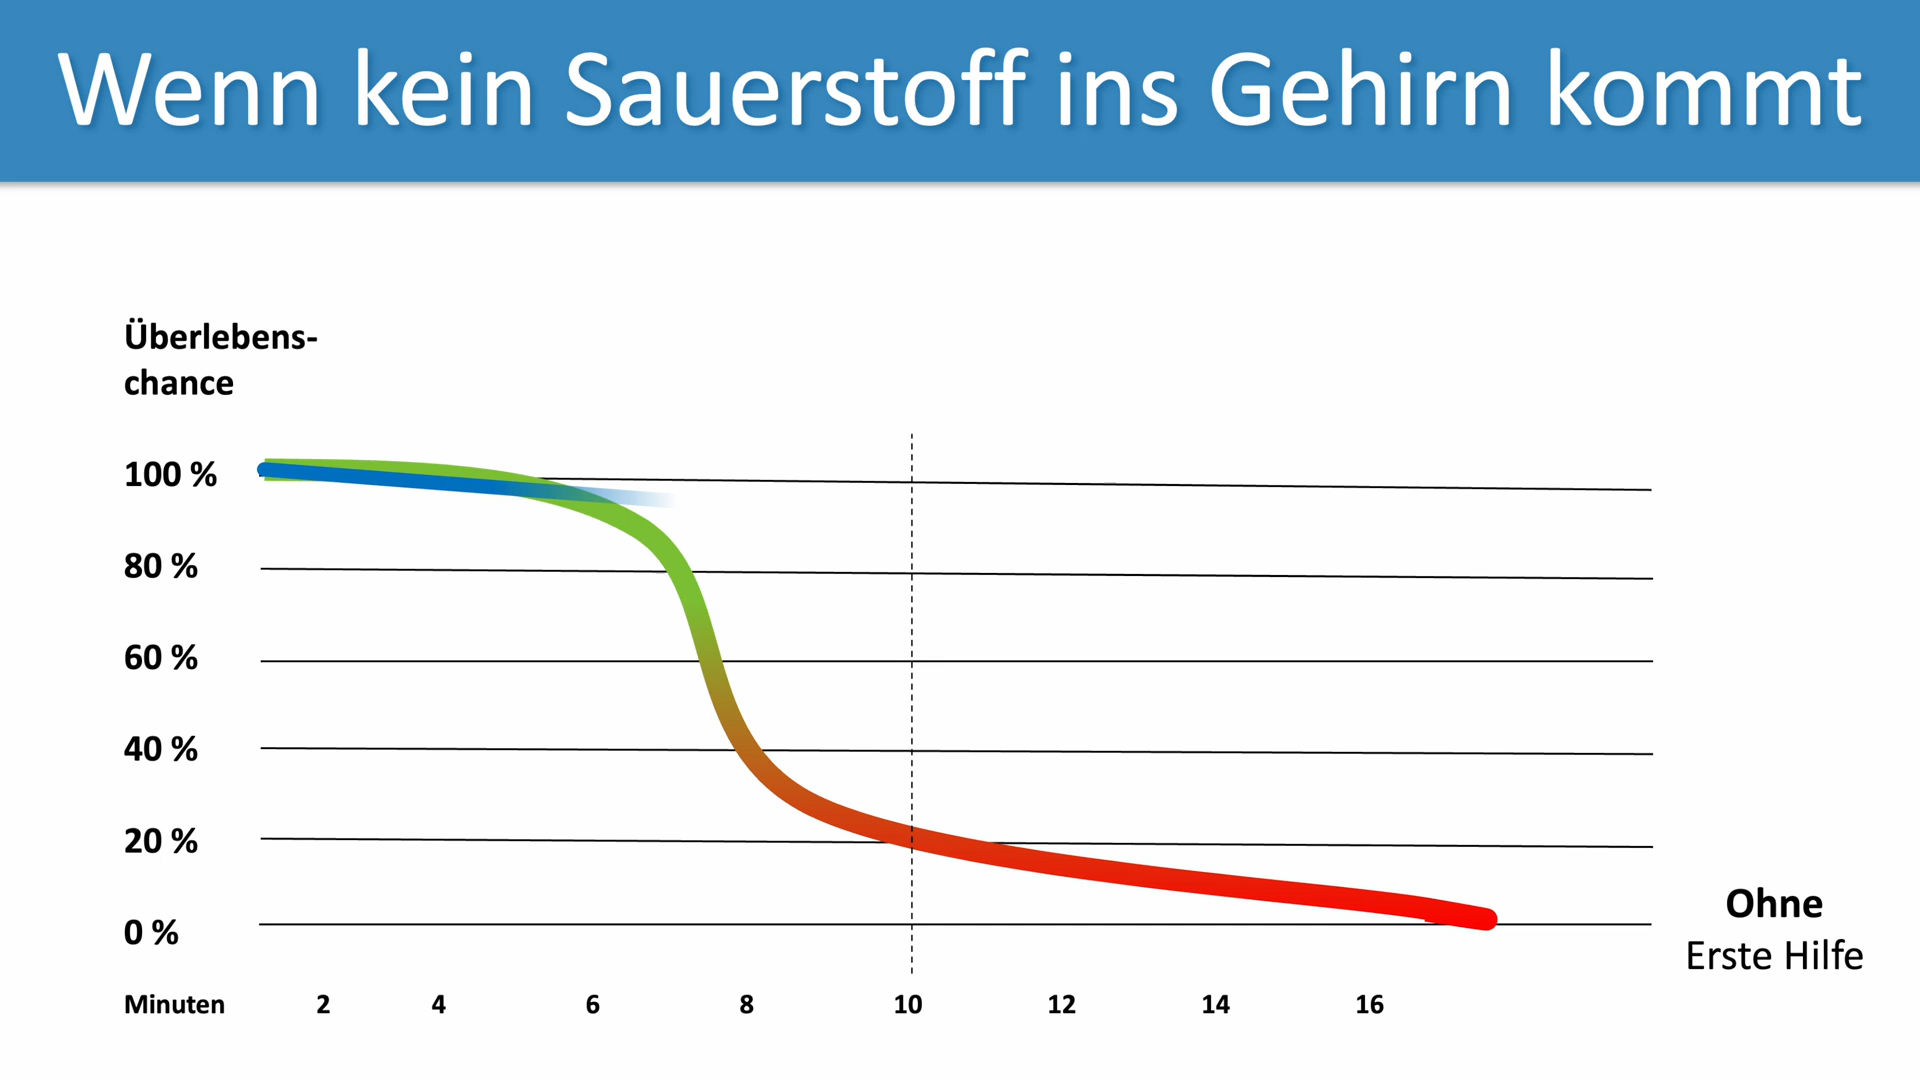 Wenn kein Sauerstoff ins Gehirn kommt
Überlebens-
chance
100 %
80 %
60 %
40 %
20 %
0 %
Ohne
Erste Hilfe
Minuten 2 4 6 8 10 12 14 16